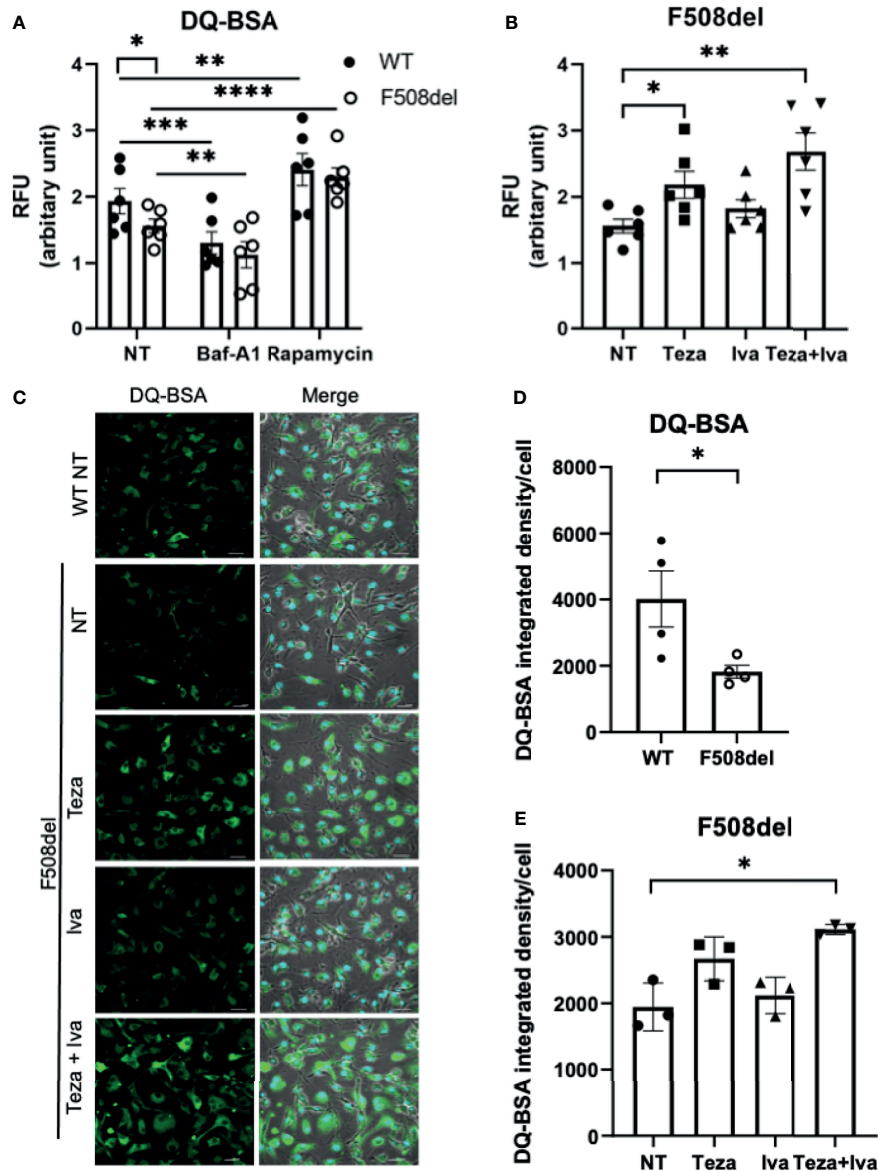 A
DQ-BSA
* ** WT
**** F508del
*** **
RFU
(arbitary unit)
4
3
2
1
0
NT Baf-A1 Rapamycin
B
F508del
**
*
RFU
(arbitary unit)
4
3
2
1
0
NT Teza Iva Teza+Iva
C
DQ-BSA Merge
WT NT
F508del
NT
Teza
Iva
Teza + Iva
D
DQ-BSA
*
DQ-BSA integrated density/cell
8000
6000
4000
2000
0
WT F508del
E
F508del
*
DQ-BSA integrated density/cell
4000
3000
2000
1000
0
NT Teza Iva Teza+Iva